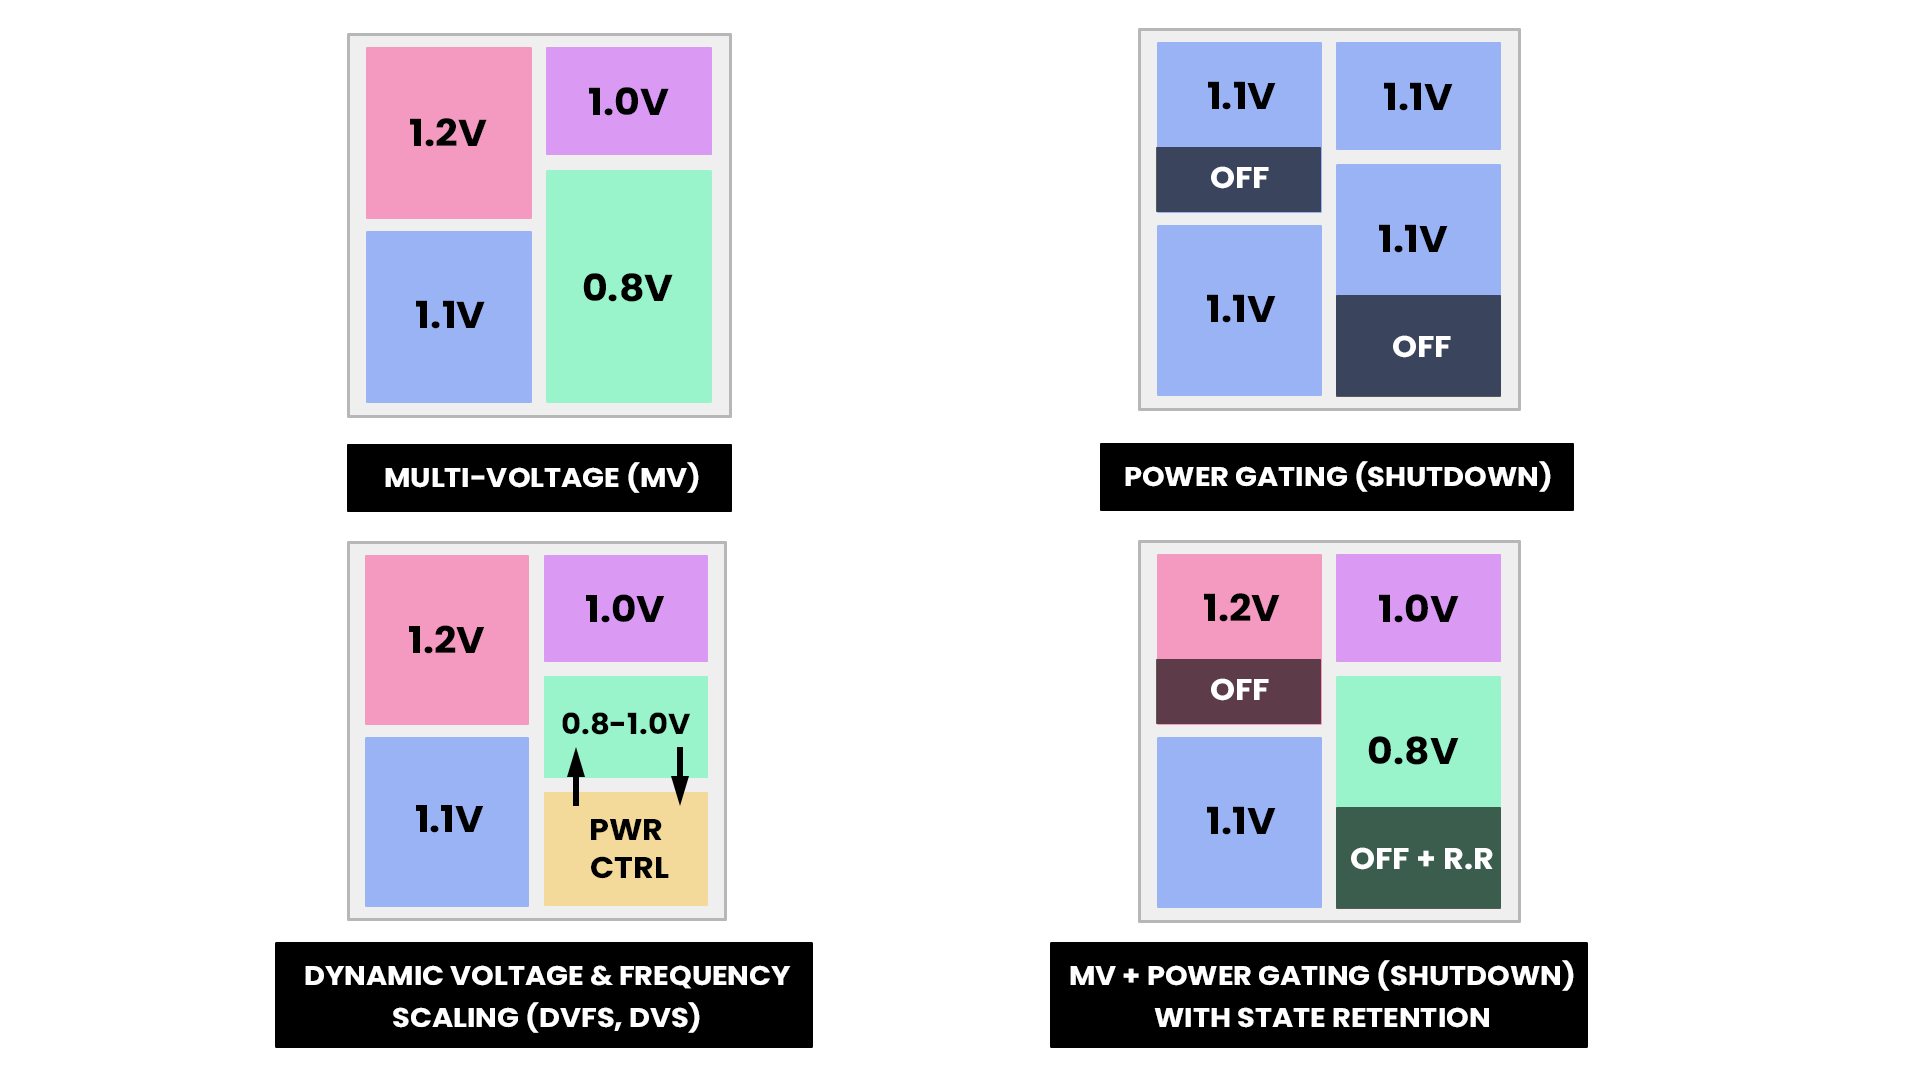 1.2V
1.0V
1.1V
0.8V
MULTI-VOLTAGE (MV)
1.1V
1.1V
OFF
1.1V
1.1V
OFF
POWER GATING (SHUTDOWN)
1.2V
1.0V
0.8-1.0V
1.1V
PWR
CTRL
DYNAMIC VOLTAGE & FREQUENCY
SCALING (DVFS, DVS)
1.2V
1.0V
OFF
0.8V
1.1V
OFF + R.R
MV + POWER GATING (SHUTDOWN)
WITH STATE RETENTION